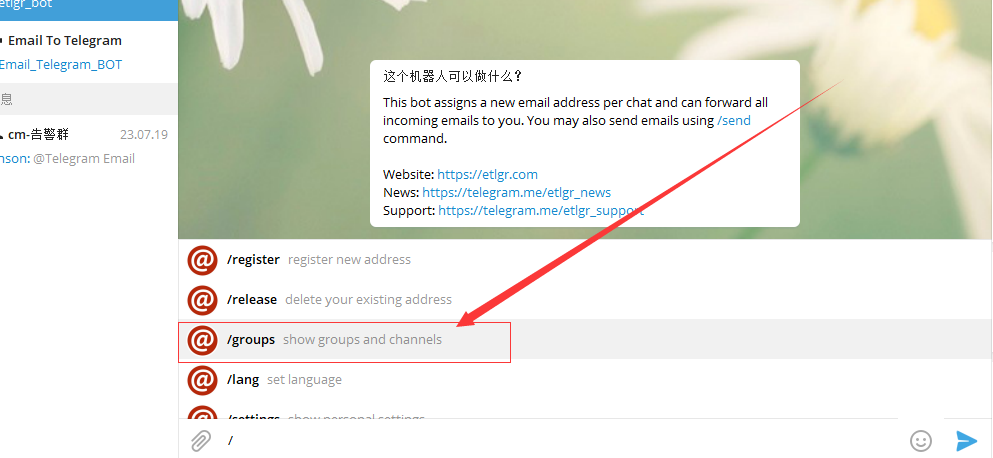 etlgr_bot
Email To Telegram
Email_Telegram_BOT
息
cm-告警群 23.07.19
nson: @Telegram Email
这个机器人可以做什么？
This bot assigns a new email address per chat and can forward all
incoming emails to you. You may also send emails using /send
command.
Website: https://etlgr.com
News: https://telegram.me/etlgr_news
Support: https://telegram.me/etlgr_support
/register register new address
/release delete your existing address
/groups show groups and channels
/lang set language
/settings show personal settings
/